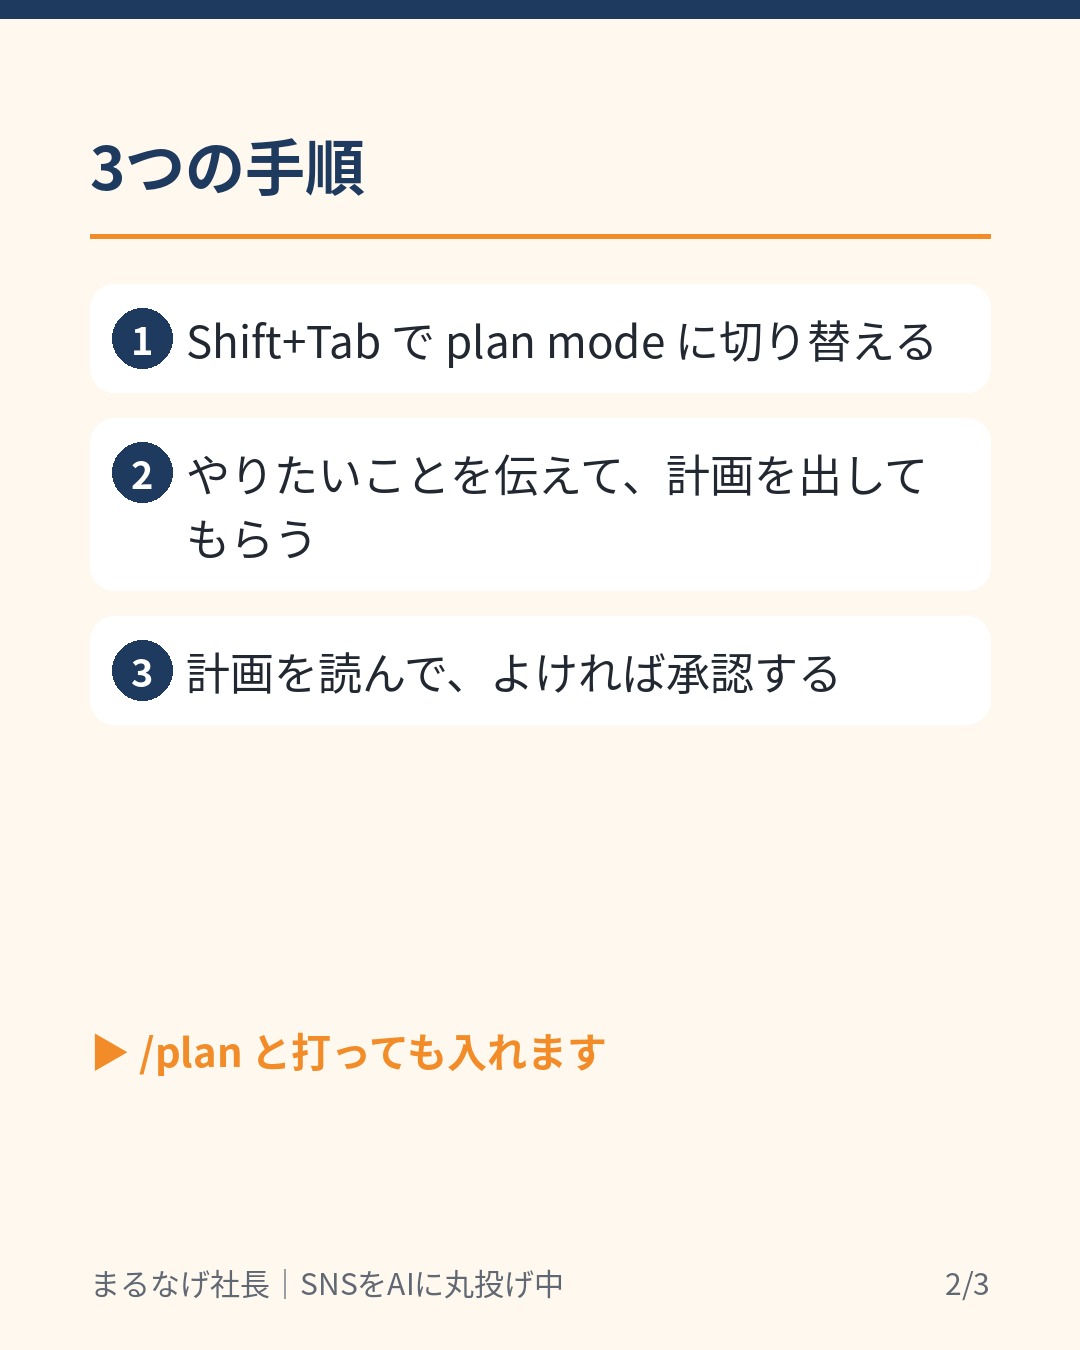 3つの手順
1 Shift+Tab で plan mode に切り替える
2 やりたいことを伝えて、計画を出して
もらう
3 計画を読んで、よければ承認する
▶ /plan と打っても入れます
まるなげ社長｜SNSをAIに丸投げ中
2/3